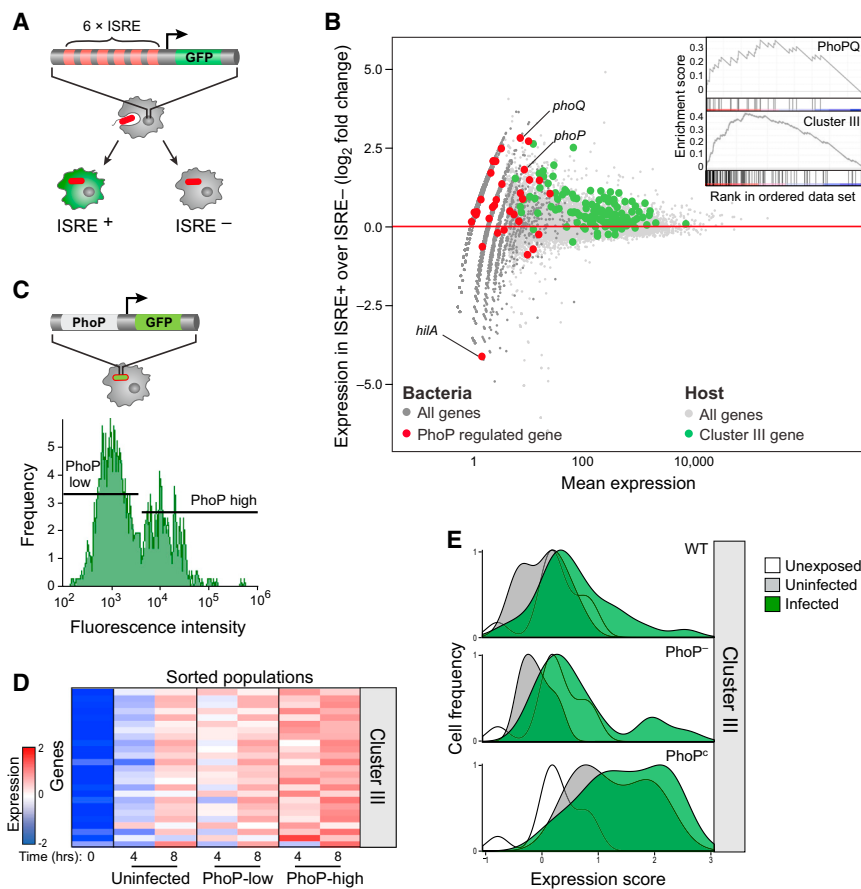 A
6 × ISRE
GFP
ISRE +
ISRE –
B
Expression in ISRE+ over ISRE– (log2 fold change)
5.0
2.5
0.0
−2.5
−5.0
phoQ
phoP
hilA
Bacteria
All genes
PhoP regulated gene
Host
All genes
Cluster III gene
1
100
10,000
Mean expression
Enrichment score
0.3
0.2
0.1
0
PhoPQ
0.3
0.2
0.1
0
Cluster III
Rank in ordered data set
C
PhoP
GFP
Frequency
5
4
3
2
1
0
PhoP
low
PhoP high
10² 10³ 10⁴ 10⁵ 10⁶
Fluorescence intensity
D
Sorted populations
Expression
2
0
-2
Genes
Cluster III
Time (hrs): 0 4 8 4 8 4 8
Uninfected PhoP-low PhoP-high
E
WT
PhoP–
PhoPᶜ
Cluster III
Unexposed
Uninfected
Infected
Cell frequency
1
0
1
0
1
0
-1 0 1 2 3
Expression score